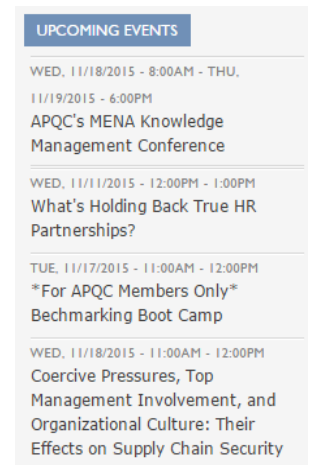 UPCOMING EVENTS
WED, 11/18/2015 - 8:00AM - THU,
11/19/2015 - 6:00PM
APQC's MENA Knowledge
Management Conference
WED, 11/11/2015 - 12:00PM - 1:00PM
What's Holding Back True HR
Partnerships?
TUE, 11/17/2015 - 11:00AM - 12:00PM
*For APQC Members Only*
Bechmarking Boot Camp
WED, 11/18/2015 - 11:00AM - 12:00PM
Coercive Pressures, Top
Management Involvement, and
Organizational Culture: Their
Effects on Supply Chain Security